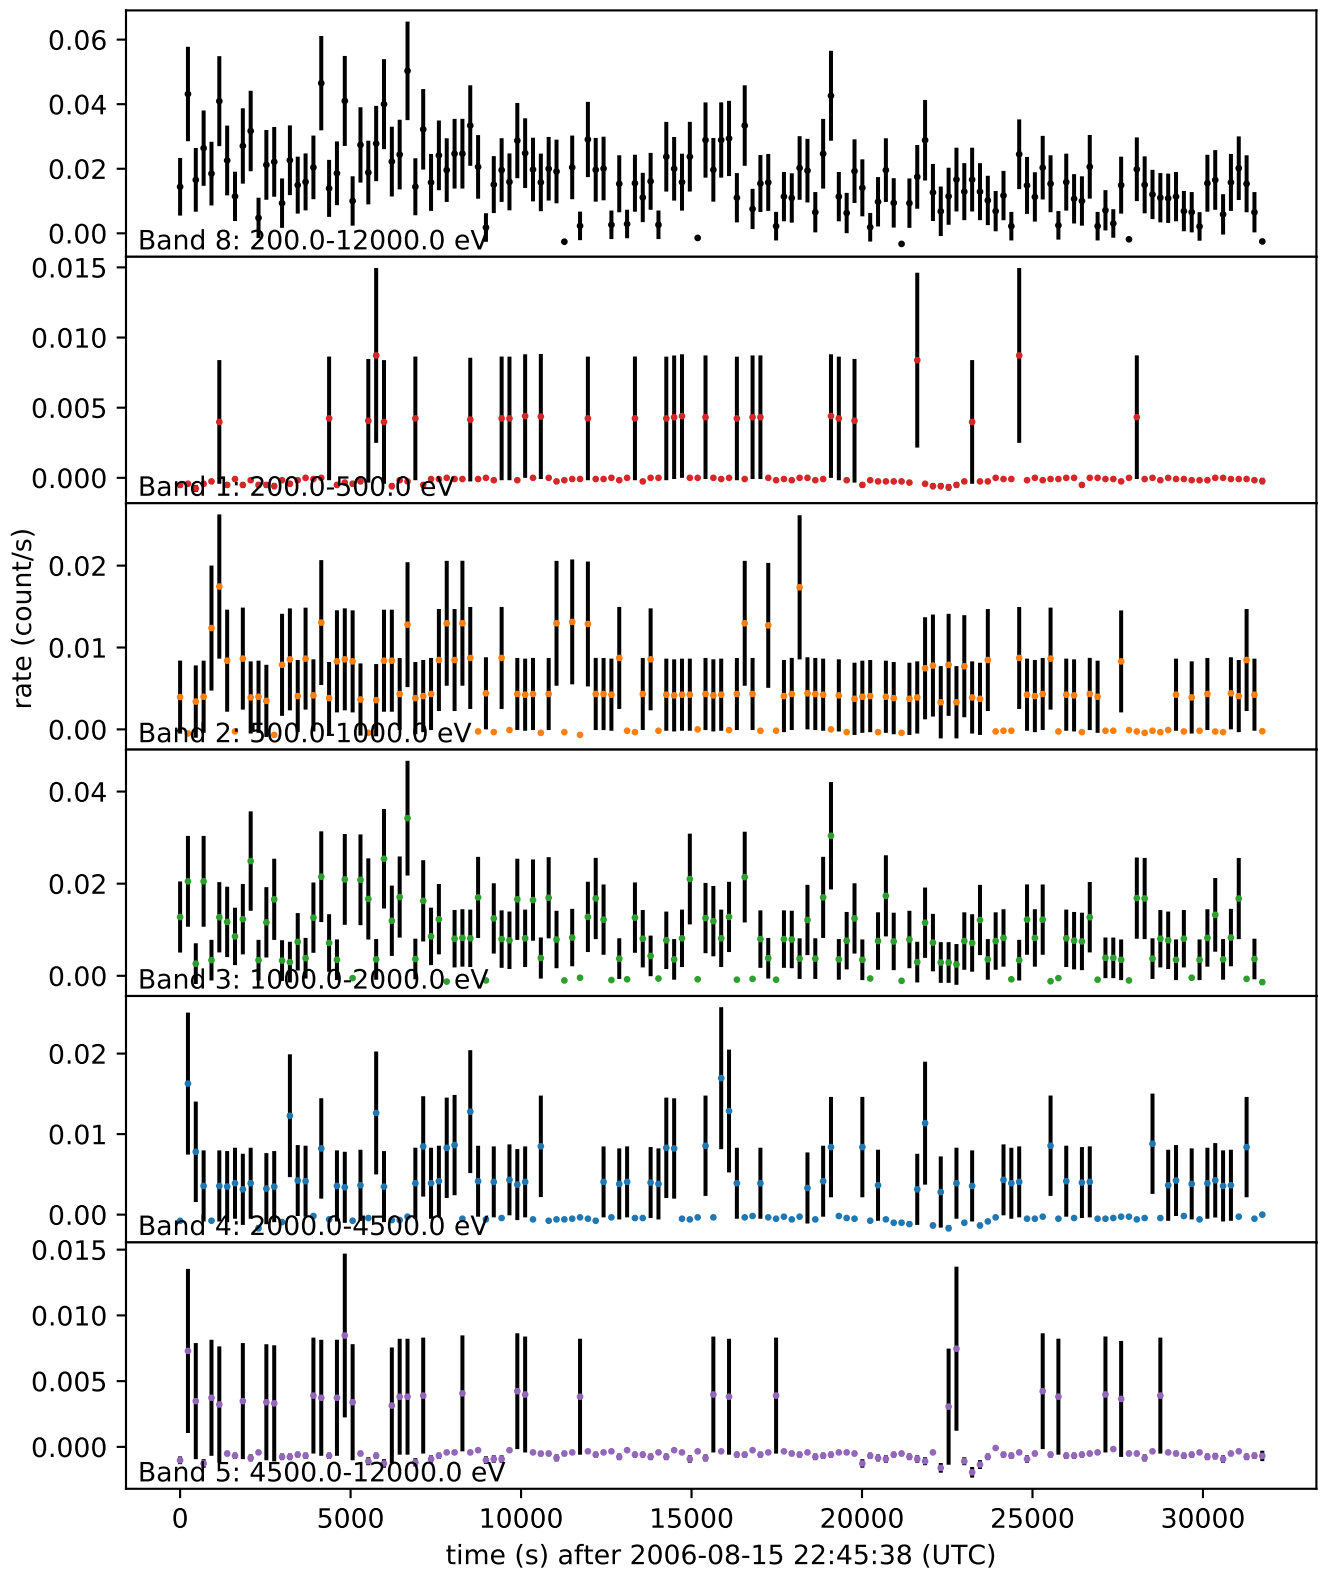 0.06
0.04
0.02
0.00
Band 8: 200.0-12000.0 eV
0.015
0.010
0.005
0.000
Band 1: 200.0-500.0 eV
rate (count/s)
0.02
0.01
0.00
Band 2: 500.0-1000.0 eV
0.04
0.02
0.00
Band 3: 1000.0-2000.0 eV
0.02
0.01
0.00
Band 4: 2000.0-4500.0 eV
0.015
0.010
0.005
0.000
Band 5: 4500.0-12000.0 eV
0 5000 10000 15000 20000 25000 30000
time (s) after 2006-08-15 22:45:38 (UTC)